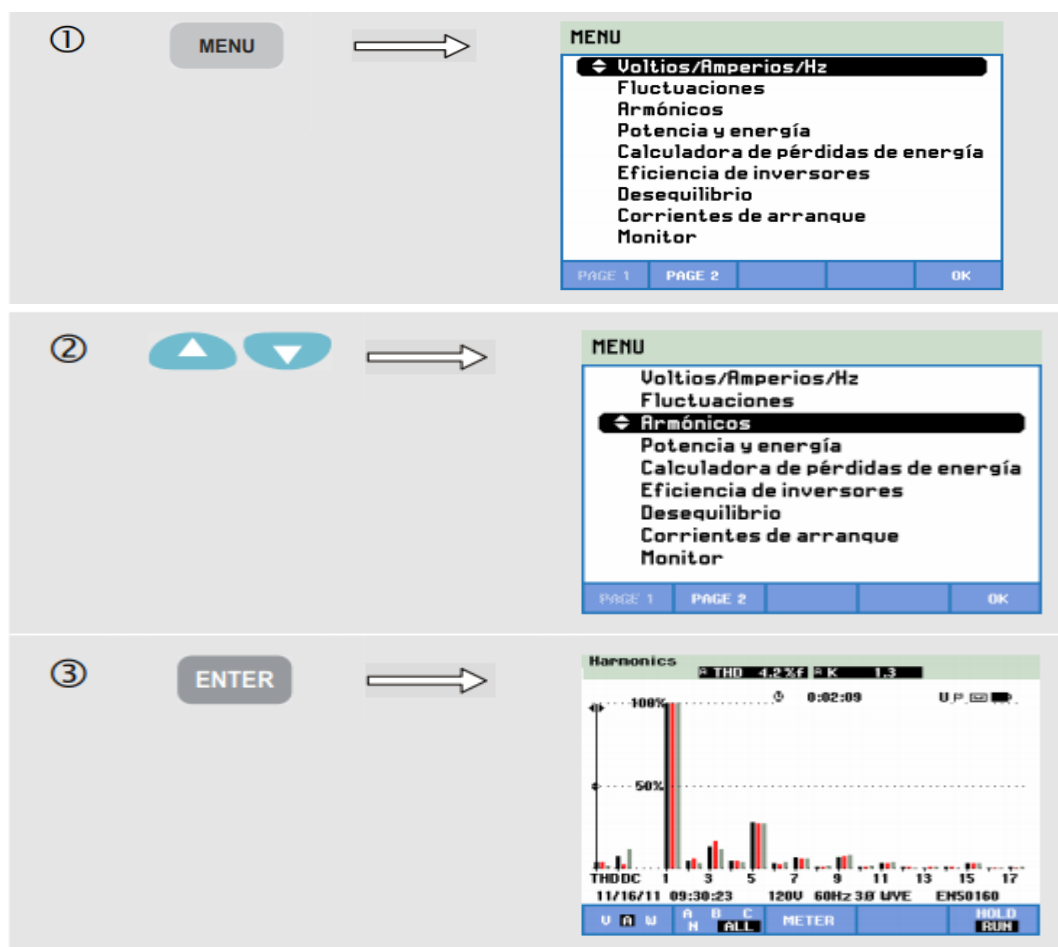 ①
MENU
MENU
Voltios/Amperios/Hz
Fluctuaciones
Armónicos
Potencia y energía
Calculadora de pérdidas de energía
Eficiencia de inversores
Desequilibrio
Corrientes de arranque
Monitor
PAGE 1 PAGE 2 OK
②
MENU
Voltios/Amperios/Hz
Fluctuaciones
Armónicos
Potencia y energía
Calculadora de pérdidas de energía
Eficiencia de inversores
Desequilibrio
Corrientes de arranque
Monitor
PAGE 1 PAGE 2 OK
③
ENTER
Harmonics
A THD 4.2%f A K 1.3
0:02:09 U P
100%
50%
THD DC 1 3 5 7 9 11 13 15 17
11/16/11 09:30:23 120V 60Hz 3Ø WYE EN50160
V A W A B C N ALL METER HOLD RUN